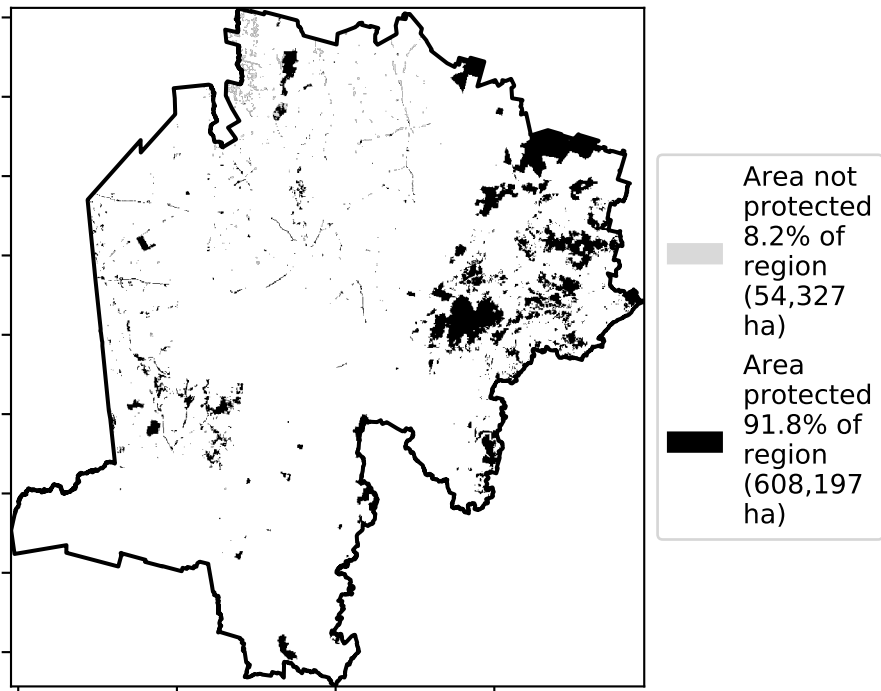 Area not
protected
8.2% of
region
(54,327
ha)
Area
protected
91.8% of
region
(608,197
ha)